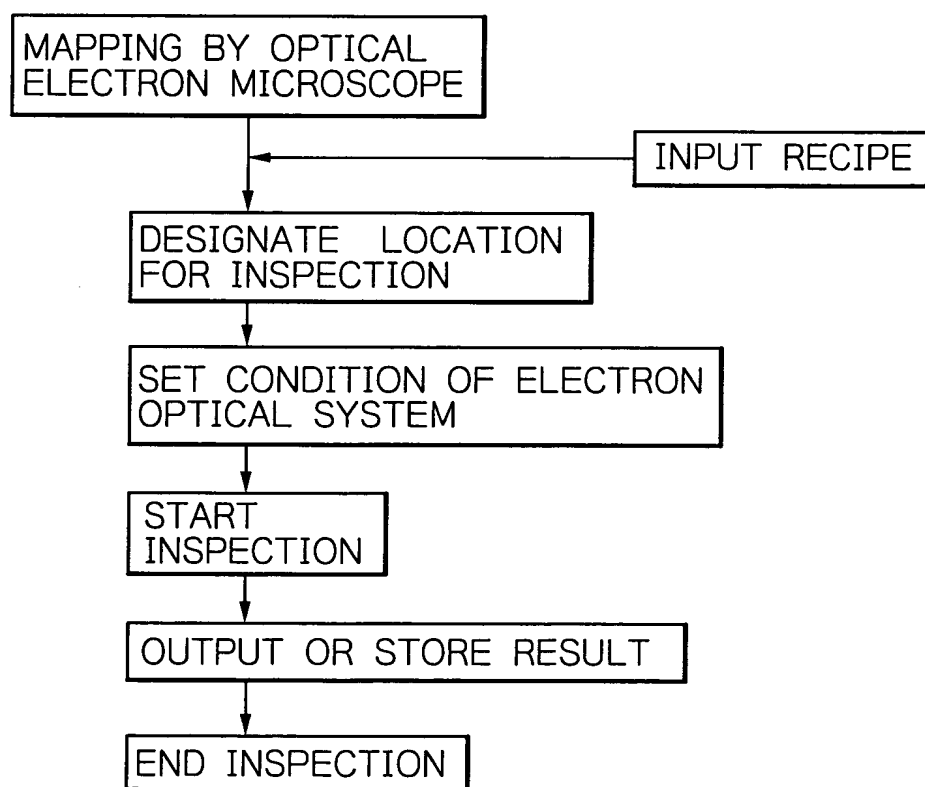 MAPPING BY OPTICAL
ELECTRON MICROSCOPE
INPUT RECIPE
DESIGNATE LOCATION
FOR INSPECTION
SET CONDITION OF ELECTRON
OPTICAL SYSTEM
START
INSPECTION
OUTPUT OR STORE RESULT
END INSPECTION